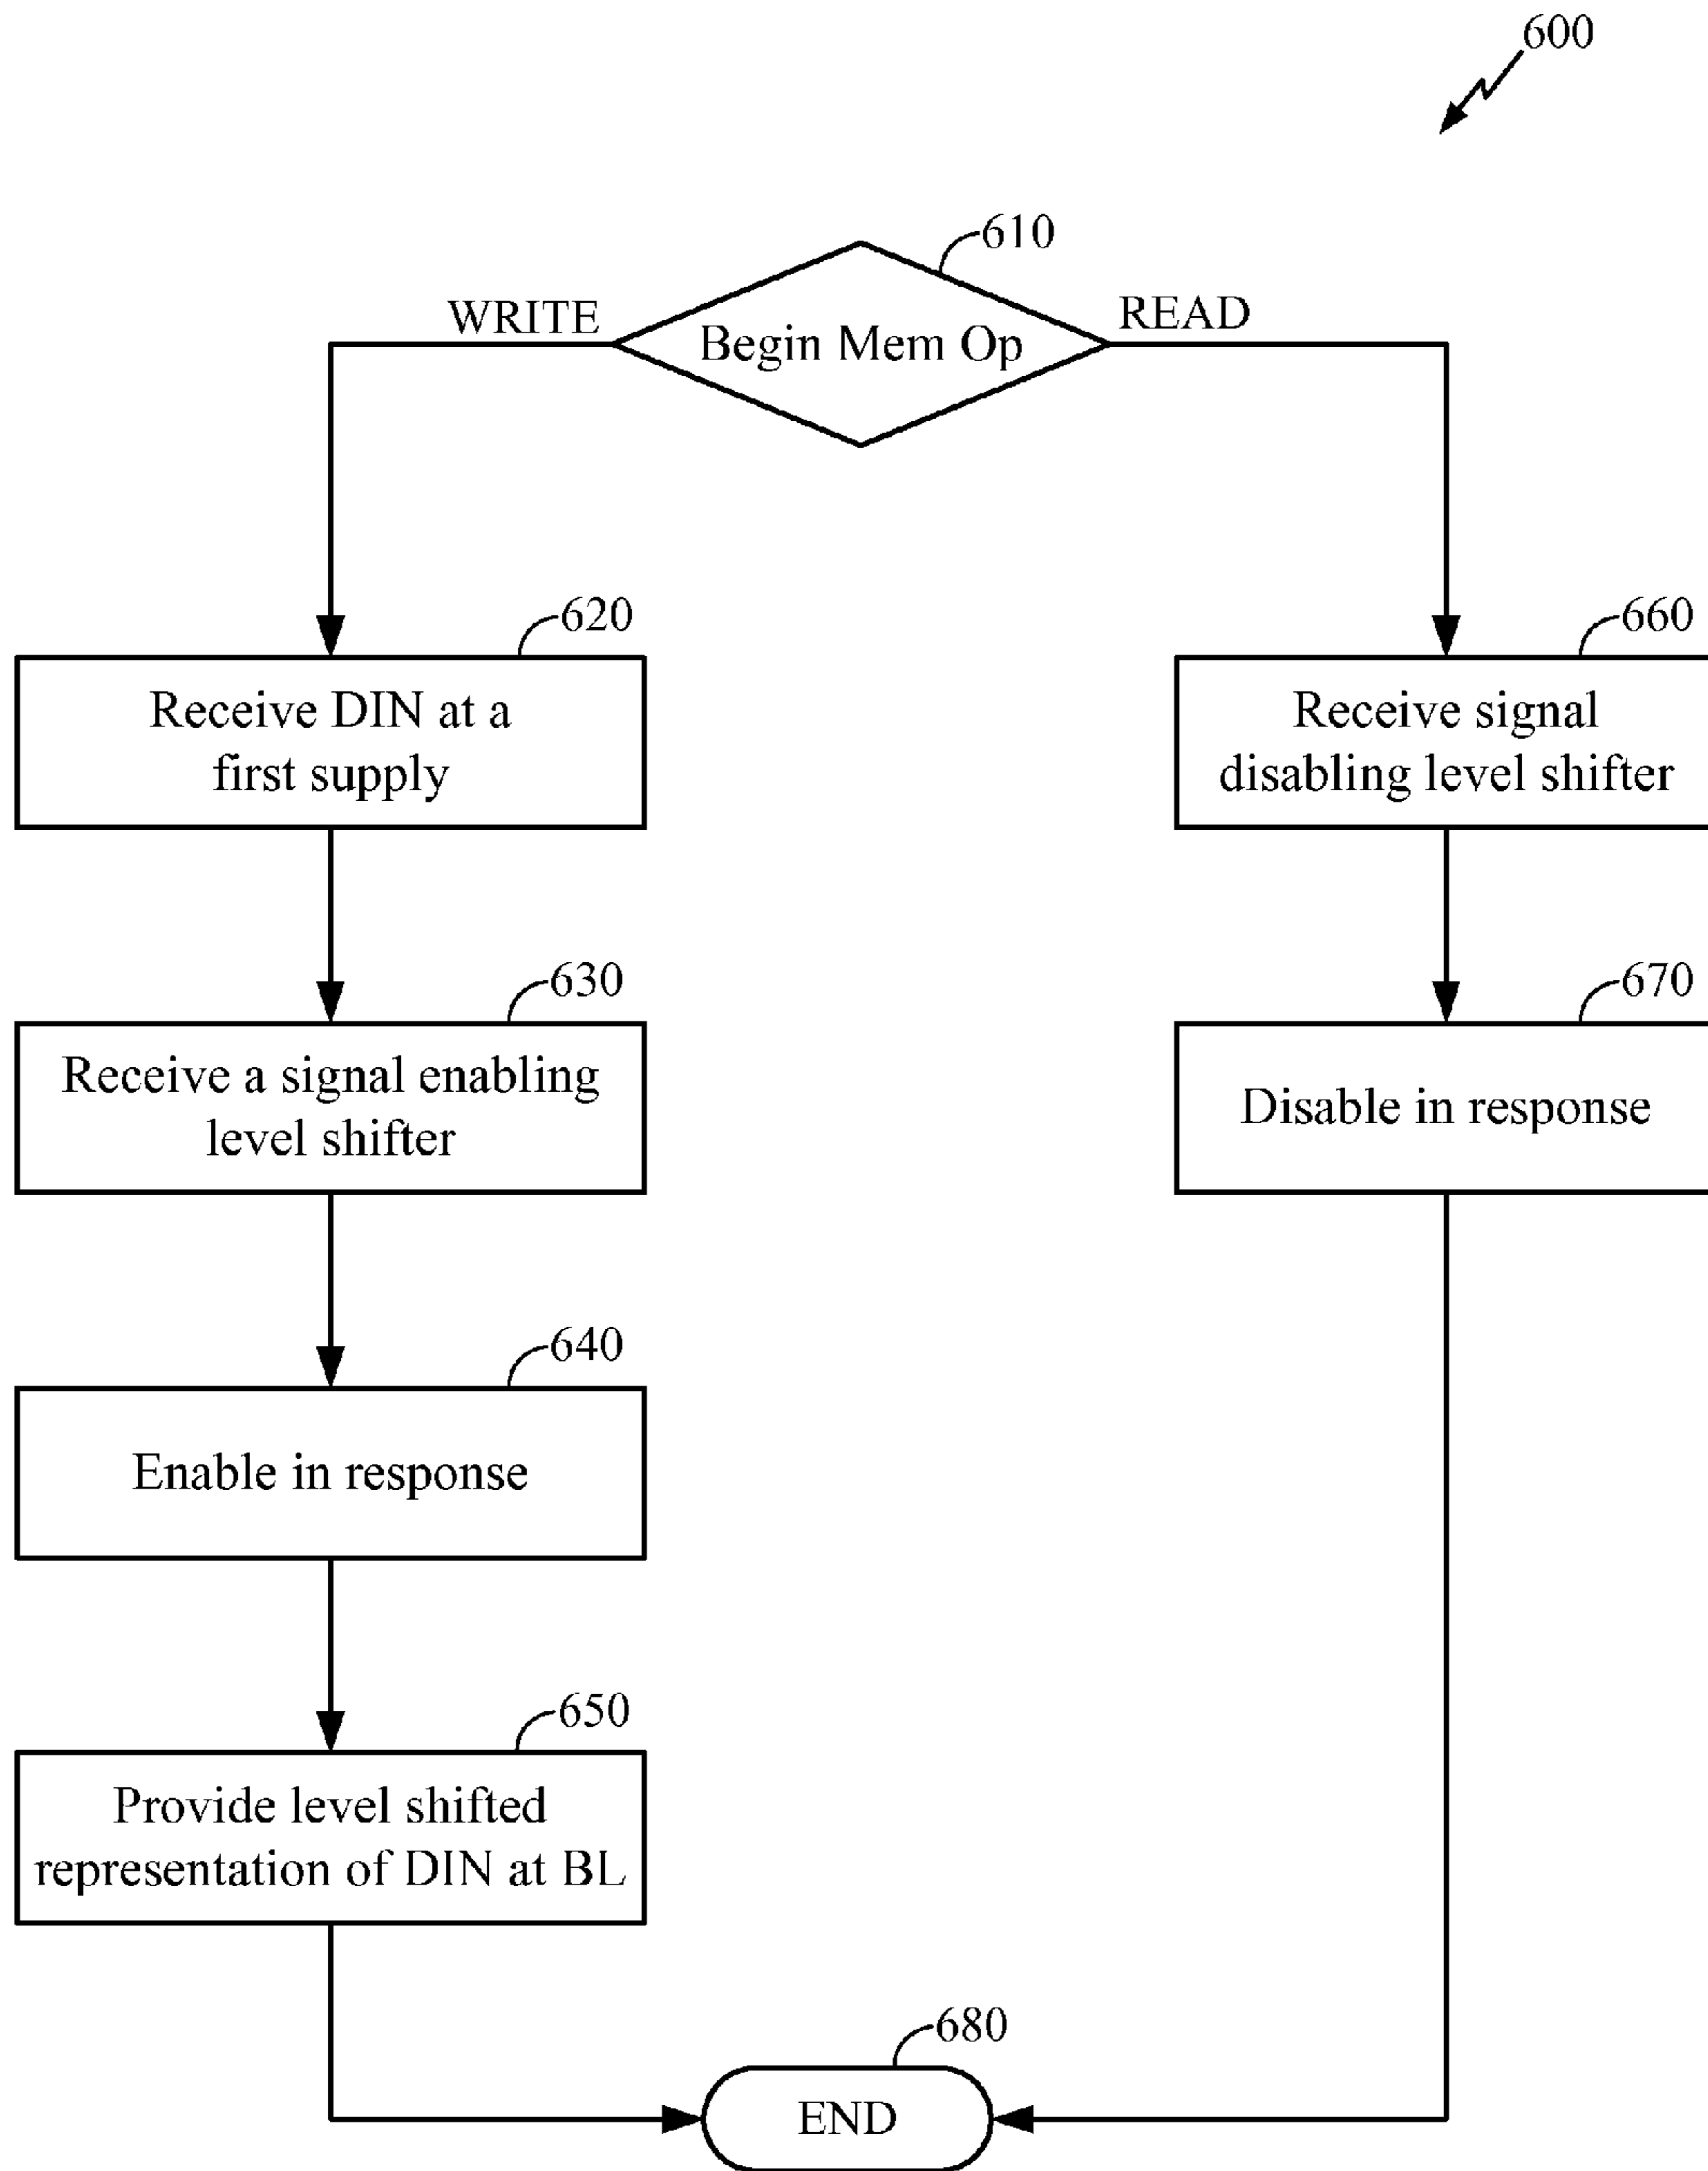 600
610
WRITE
READ
Begin Mem Op
620
Receive DIN at a
first supply
660
Receive signal
disabling level shifter
630
Receive a signal enabling
level shifter
670
Disable in response
640
Enable in response
650
Provide level shifted
representation of DIN at BL
680
END